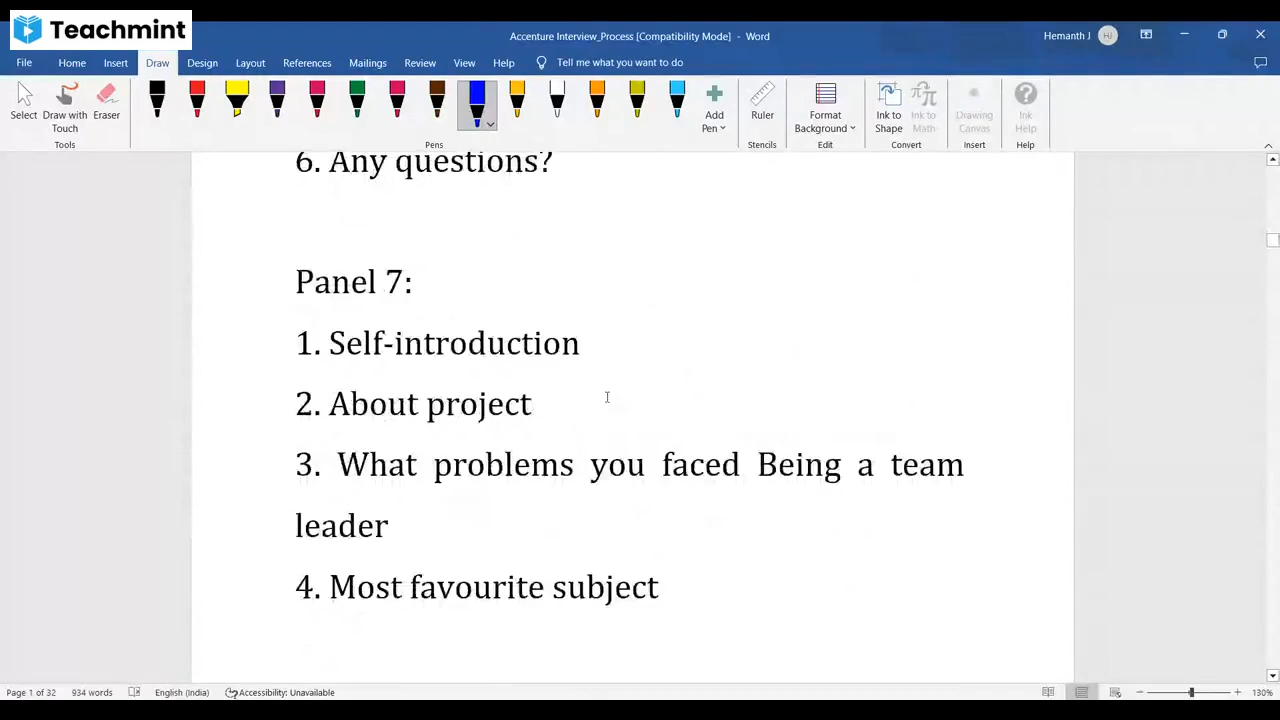 Teachmint
Accenture Interview_Process [Compatibility Mode] - Word
Hemanth J
HJ
File Home Insert Draw Design Layout References Mailings Review View Help Tell me what you want to do
Select
Draw with Touch
Eraser
Add Pen
Ruler
Format Background
Ink to Shape
Ink to Math
Drawing Canvas
Ink Help
Tools Pens Stencils Edit Convert Insert Help
6. Any questions?
Panel 7:
1. Self-introduction
2. About project
3. What problems you faced Being a team
leader
4. Most favourite subject
Page 1 of 32 934 words English (India) Accessibility: Unavailable 130%